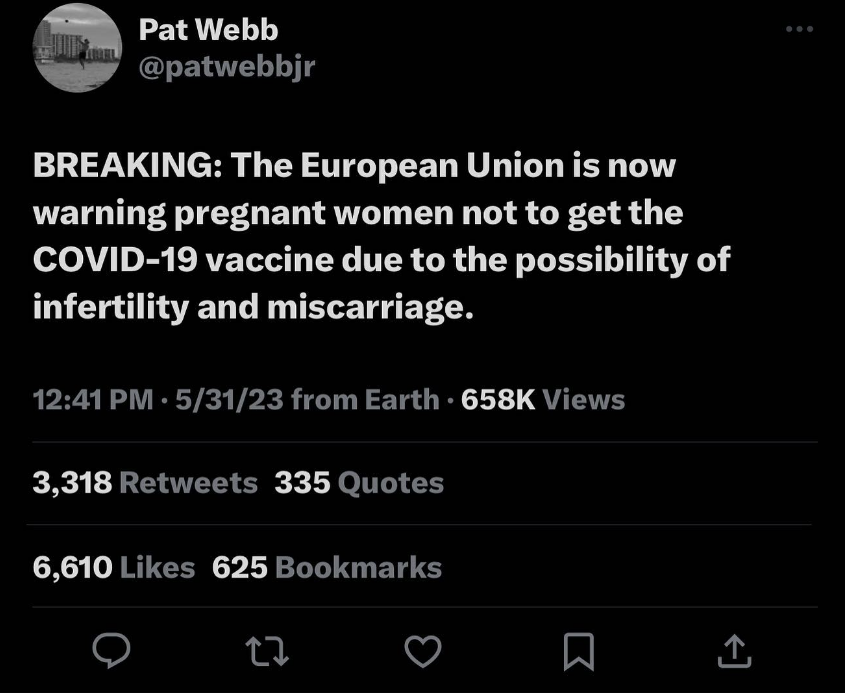 Pat Webb
@patwebbjr
BREAKING: The European Union is now
warning pregnant women not to get the
COVID-19 vaccine due to the possibility of
infertility and miscarriage.
12:41 PM · 5/31/23 from Earth · 658K Views
3,318 Retweets 335 Quotes
6,610 Likes 625 Bookmarks